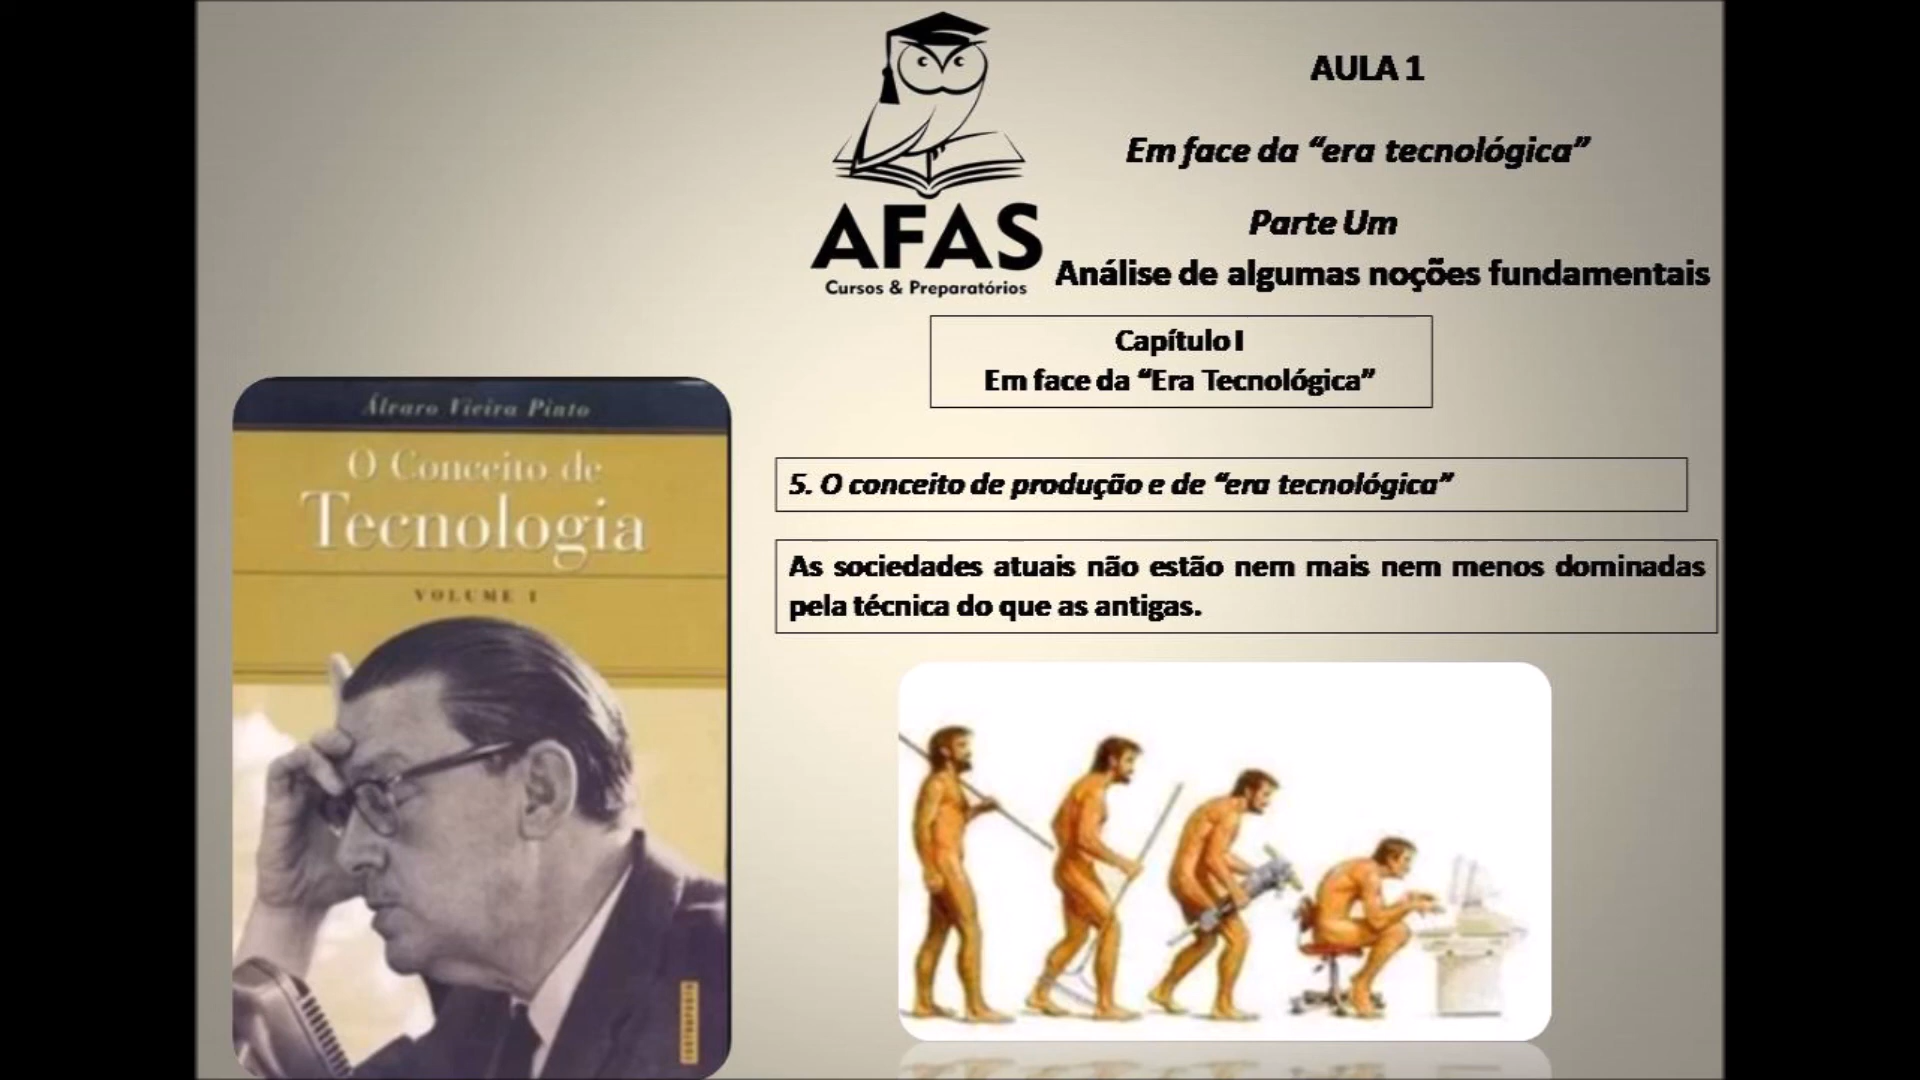 AULA 1
Em face da “era tecnológica”
Parte Um
AFAS
Cursos & Preparatórios
Análise de algumas noções fundamentais
Capítulo I
Em face da “Era Tecnológica”
Álvaro Vieira Pinto
O Conceito de
Tecnologia
VOLUME I
5. O conceito de produção e de “era tecnológica”
As sociedades atuais não estão nem mais nem menos dominadas
pela técnica do que as antigas.